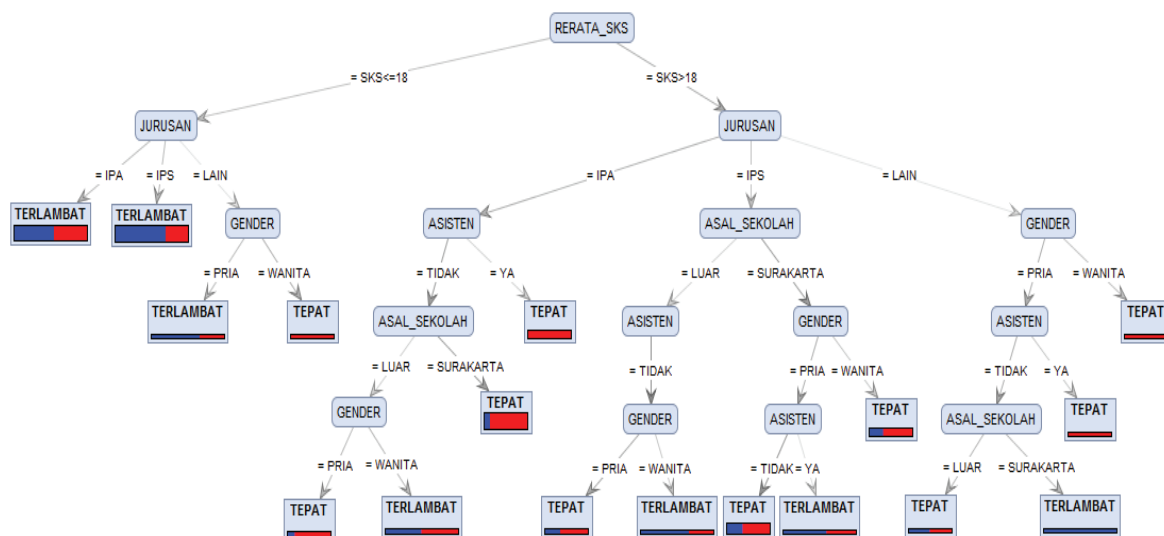 RERATA_SKS
= SKS<=18
= SKS>18
JURUSAN
JURUSAN
= IPA
= IPS
= LAIN
= IPA
= IPS
= LAIN
TERLAMBAT
TERLAMBAT
GENDER
ASISTEN
ASAL_SEKOLAH
GENDER
= PRIA
= WANITA
= TIDAK
= YA
= LUAR
= SURAKARTA
= PRIA
= WANITA
TERLAMBAT
TEPAT
ASAL_SEKOLAH
TEPAT
ASISTEN
GENDER
ASISTEN
TEPAT
= LUAR
= SURAKARTA
= TIDAK
= PRIA
= WANITA
= TIDAK
= YA
GENDER
TEPAT
GENDER
ASISTEN
TEPAT
ASAL_SEKOLAH
TEPAT
= PRIA
= WANITA
= PRIA
= WANITA
= TIDAK
= YA
= LUAR
= SURAKARTA
TEPAT
TERLAMBAT
TEPAT
TERLAMBAT
TEPAT
TERLAMBAT
TEPAT
TERLAMBAT